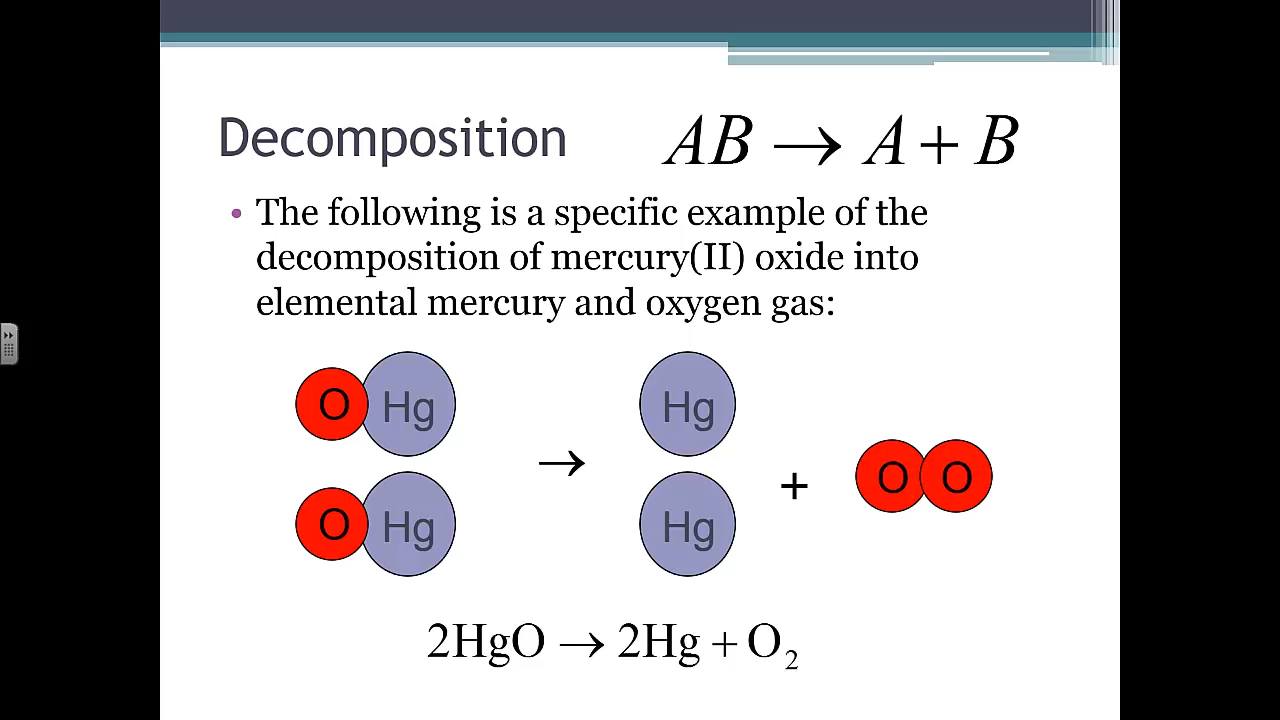 Decomposition AB → A + B
• The following is a specific example of the
decomposition of mercury(II) oxide into
elemental mercury and oxygen gas:
O Hg Hg
→ + O O
O Hg Hg
2HgO → 2Hg + O₂